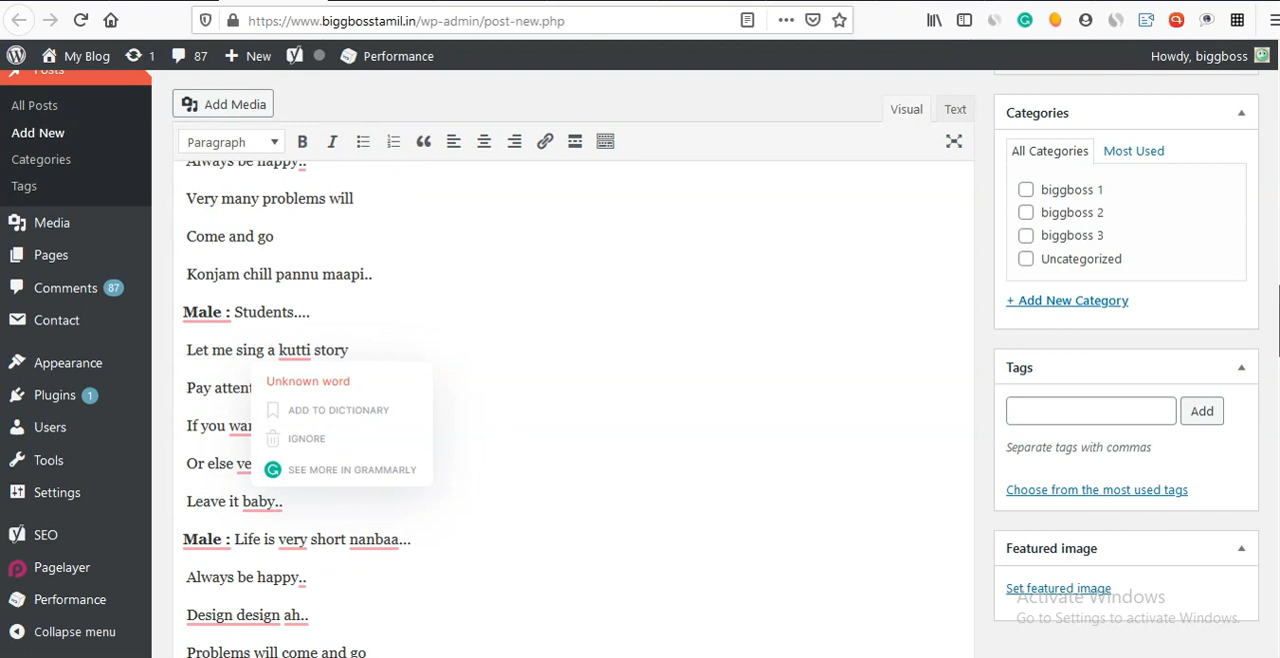 https://www.biggbosstamil.in/wp-admin/post-new.php
My Blog 1 87 New Performance Howdy, biggboss
Posts
All Posts
Add New
Categories
Tags
Media
Pages
Comments 87
Contact
Appearance
Plugins 1
Users
Tools
Settings
SEO
Pagelayer
Performance
Collapse menu
Add Media
Visual Text
Paragraph
Always be happy..
Very many problems will
Come and go
Konjam chill pannu maapi..
Male : Students....
Let me sing a kutti story
Pay attent
If you wan
Or else ve
Leave it baby..
Male : Life is very short nanbaa...
Always be happy..
Design design ah..
Problems will come and go
Unknown word
ADD TO DICTIONARY
IGNORE
SEE MORE IN GRAMMARLY
Categories
All Categories Most Used
biggboss 1
biggboss 2
biggboss 3
Uncategorized
+ Add New Category
Tags
Add
Separate tags with commas
Choose from the most used tags
Featured image
Set featured image
Activate Windows
Go to Settings to activate Windows.